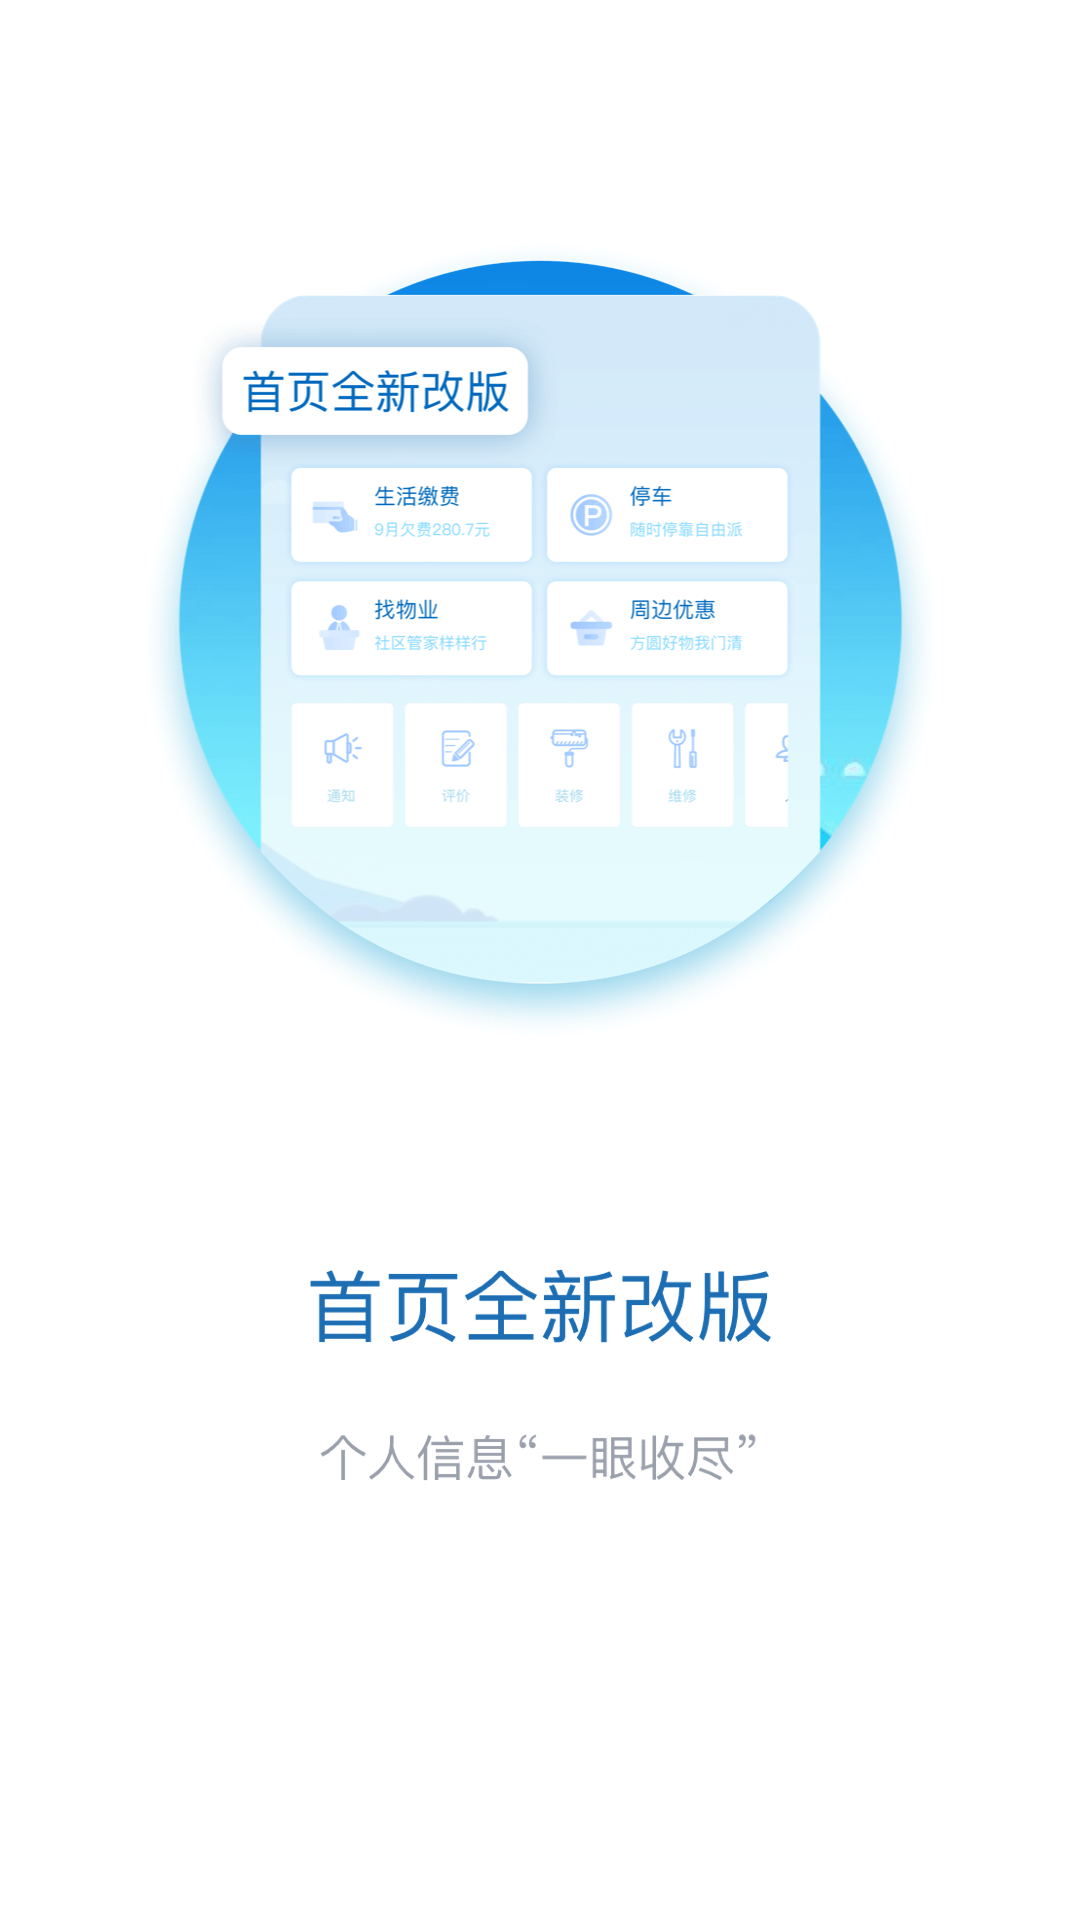 首页全新改版
生活缴费
9月欠费280.7元
停车
随时停靠自由派
P
找物业
社区管家样样行
周边优惠
方圆好物我门清
通知
评价
装修
维修
首页全新改版
个人信息“一眼收尽”